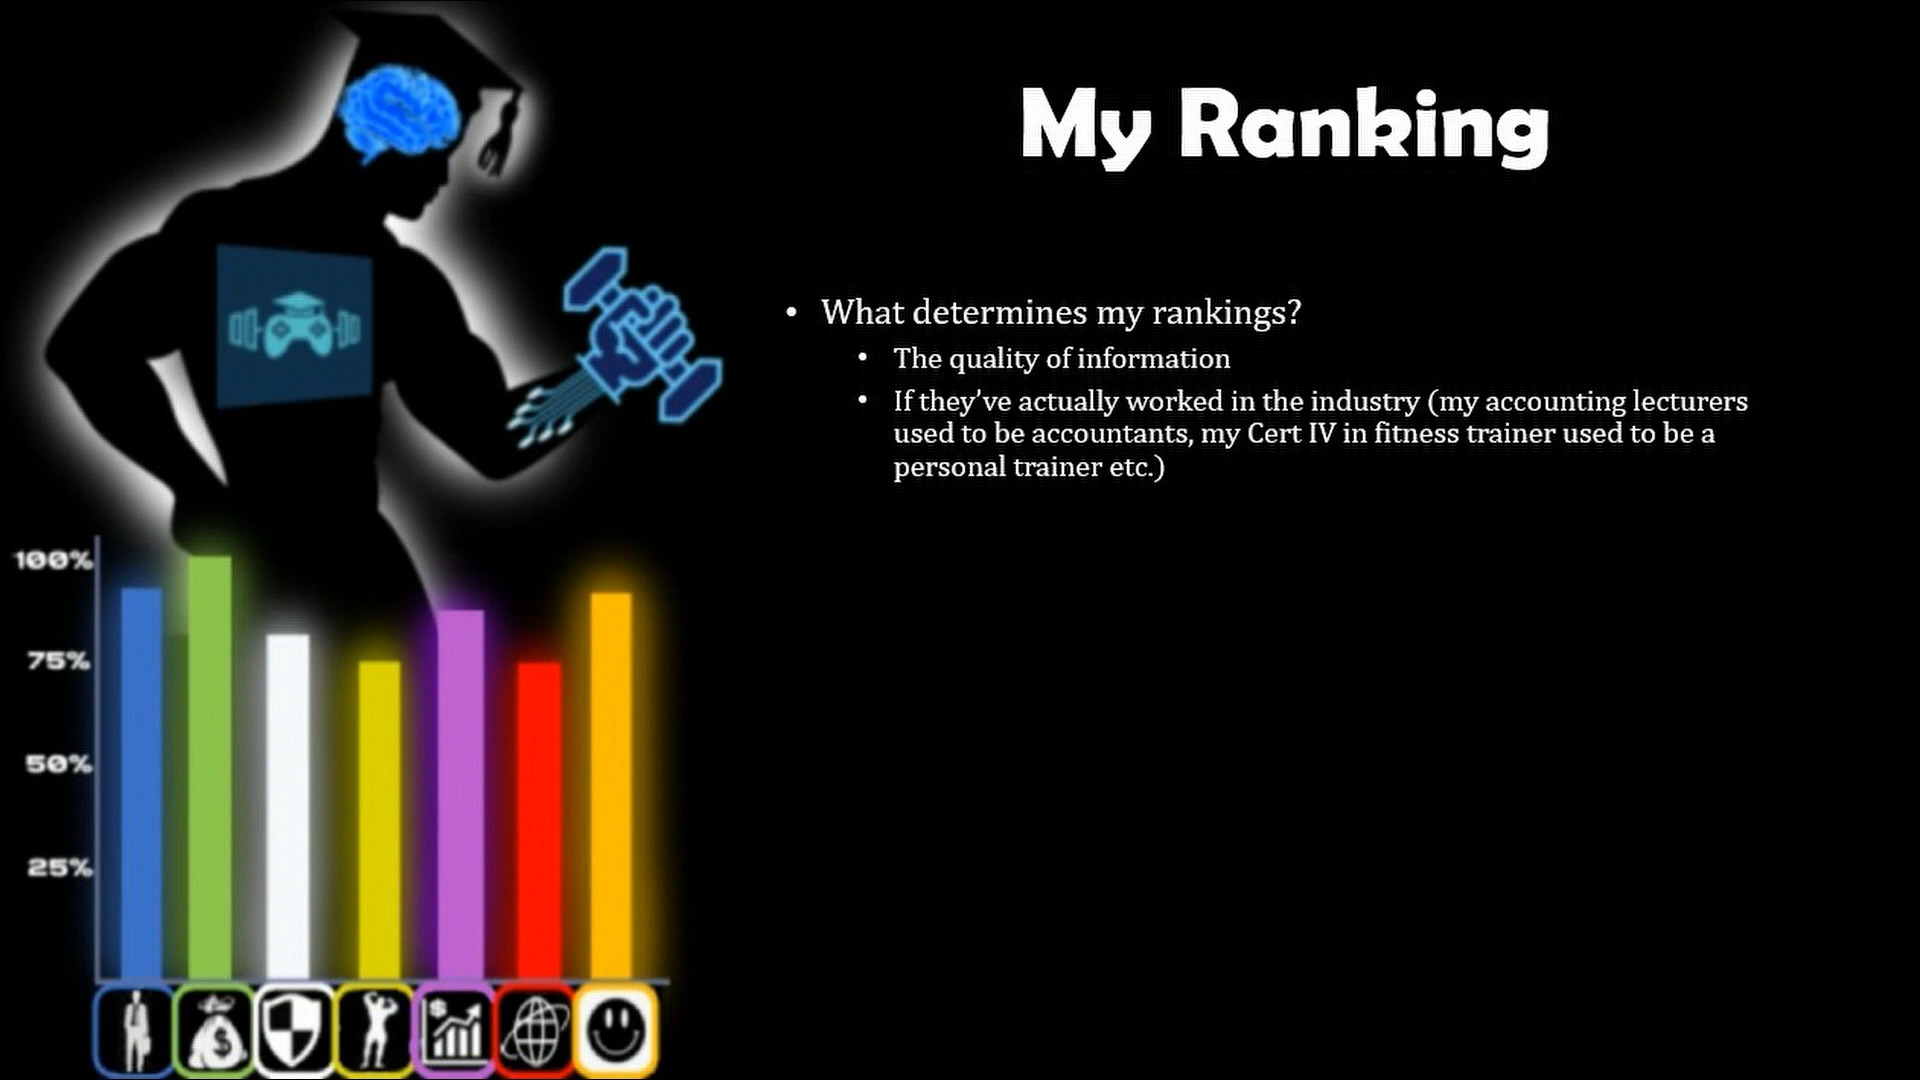 My Ranking
• What determines my rankings?
• The quality of information
• If they've actually worked in the industry (my accounting lecturers
used to be accountants, my Cert IV in fitness trainer used to be a
personal trainer etc.)
100%
75%
50%
25%
$
$